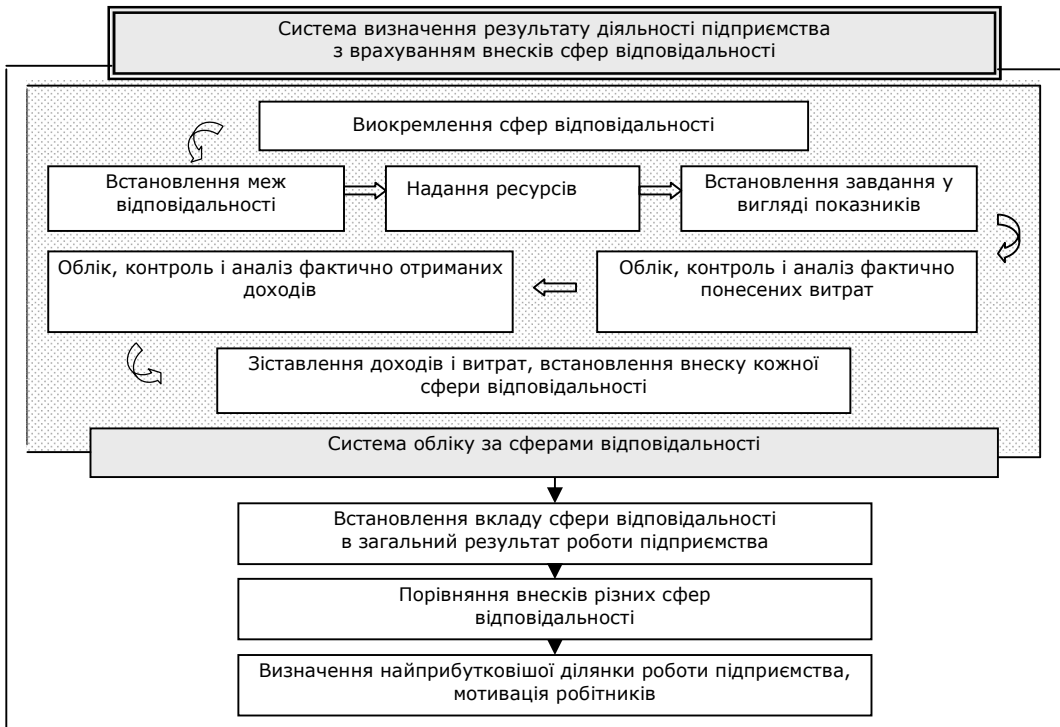 Система визначення результату діяльності підприємства
з врахуванням внесків сфер відповідальності
Виокремлення сфер відповідальності
Встановлення меж
відповідальності
Надання ресурсів
Встановлення завдання у
вигляді показників
Облік, контроль і аналіз фактично отриманих
доходів
Облік, контроль і аналіз фактично
понесених витрат
Зіставлення доходів і витрат, встановлення внеску кожної
сфери відповідальності
Система обліку за сферами відповідальності
Встановлення вкладу сфери відповідальності
в загальний результат роботи підприємства
Порівняння внесків різних сфер
відповідальності
Визначення найприбутковішої ділянки роботи підприємства,
мотивація робітників